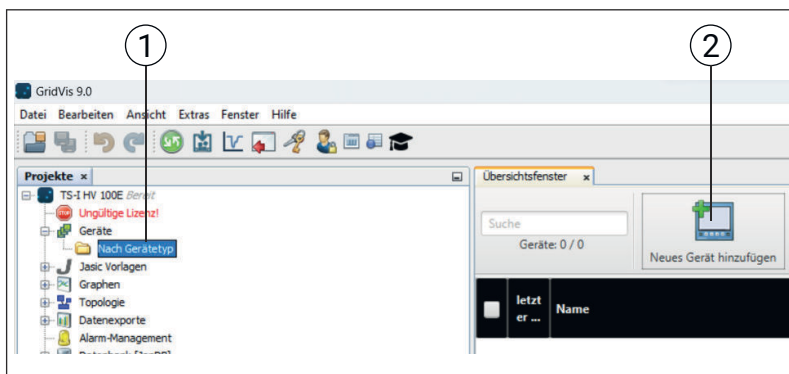 1
2
GridVis 9.0
Datei Bearbeiten Ansicht Extras Fenster Hilfe
Projekte x
Übersichtsfenster x
TS-I HV 100E Bereit
STOP Ungültige Lizenz!
Geräte
Nach Gerätetyp
Jasic Vorlagen
Graphen
Topologie
Datenexporte
Alarm-Management
Suche
Geräte: 0 / 0
Neues Gerät hinzufügen
letzt
er ...
Name